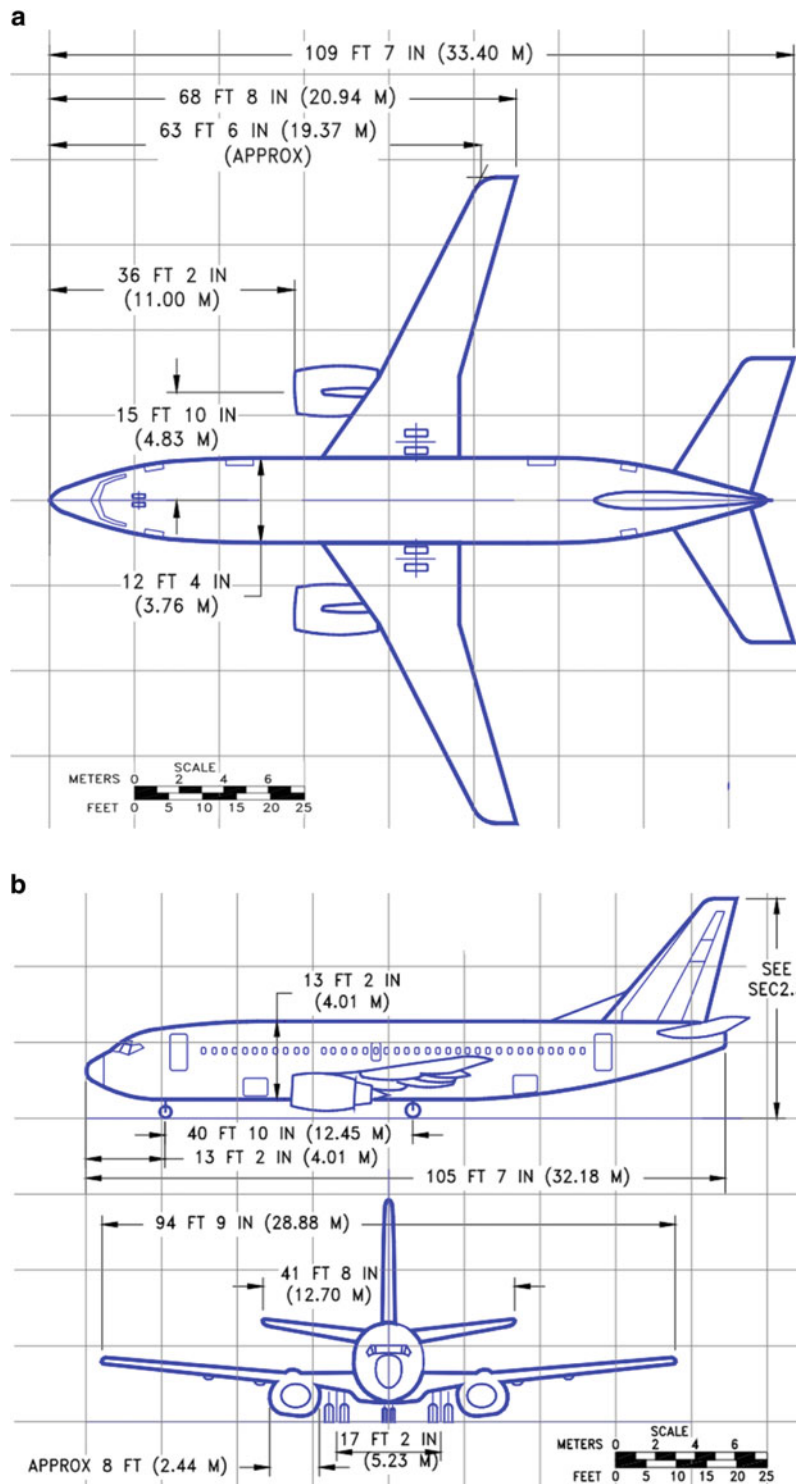 a
109 FT 7 IN (33.40 M)
68 FT 8 IN (20.94 M)
63 FT 6 IN (19.37 M)
(APPROX)
36 FT 2 IN
(11.00 M)
15 FT 10 IN
(4.83 M)
12 FT 4 IN
(3.76 M)
SCALE
METERS 0 2 4 6
FEET 0 5 10 15 20 25
b
13 FT 2 IN
(4.01 M)
SEE
SEC2.
40 FT 10 IN (12.45 M)
13 FT 2 IN (4.01 M)
105 FT 7 IN (32.18 M)
94 FT 9 IN (28.88 M)
41 FT 8 IN
(12.70 M)
17 FT 2 IN
(5.23 M)
APPROX 8 FT (2.44 M)
SCALE
METERS 0 2 4 6
FEET 0 5 10 15 20 25